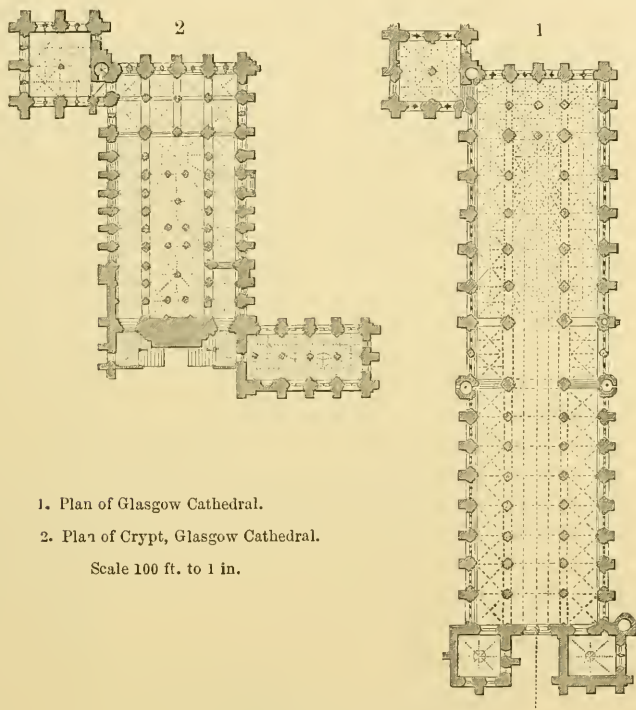 2
1
1. Plan of Glasgow Cathedral.
2. Plan of Crypt, Glasgow Cathedral.
Scale 100 ft. to 1 in.